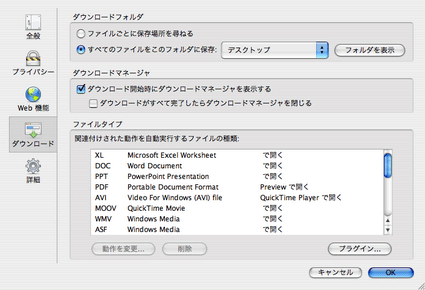 全般
プライバシー
Web 機能
ダウンロード
詳細
ダウンロードフォルダ
ファイルごとに保存場所を尋ねる
すべてのファイルをこのフォルダに保存: デスクトップ フォルダを表示
ダウンロードマネージャ
ダウンロード開始時にダウンロードマネージャを表示する
ダウンロードがすべて完了したらダウンロードマネージャを閉じる
ファイルタイプ
関連付けされた動作を自動実行するファイルの種類:
XL Microsoft Excel Worksheet で開く
DOC Word Document で開く
PPT PowerPoint Presentation で開く
PDF Portable Document Format Preview で開く
AVI Video For Windows (AVI) file QuickTime Player で開く
MOOV QuickTime Movie で開く
WMV Windows Media で開く
ASF Windows Media で開く
動作を変更... 削除 プラグイン...
キャンセル OK